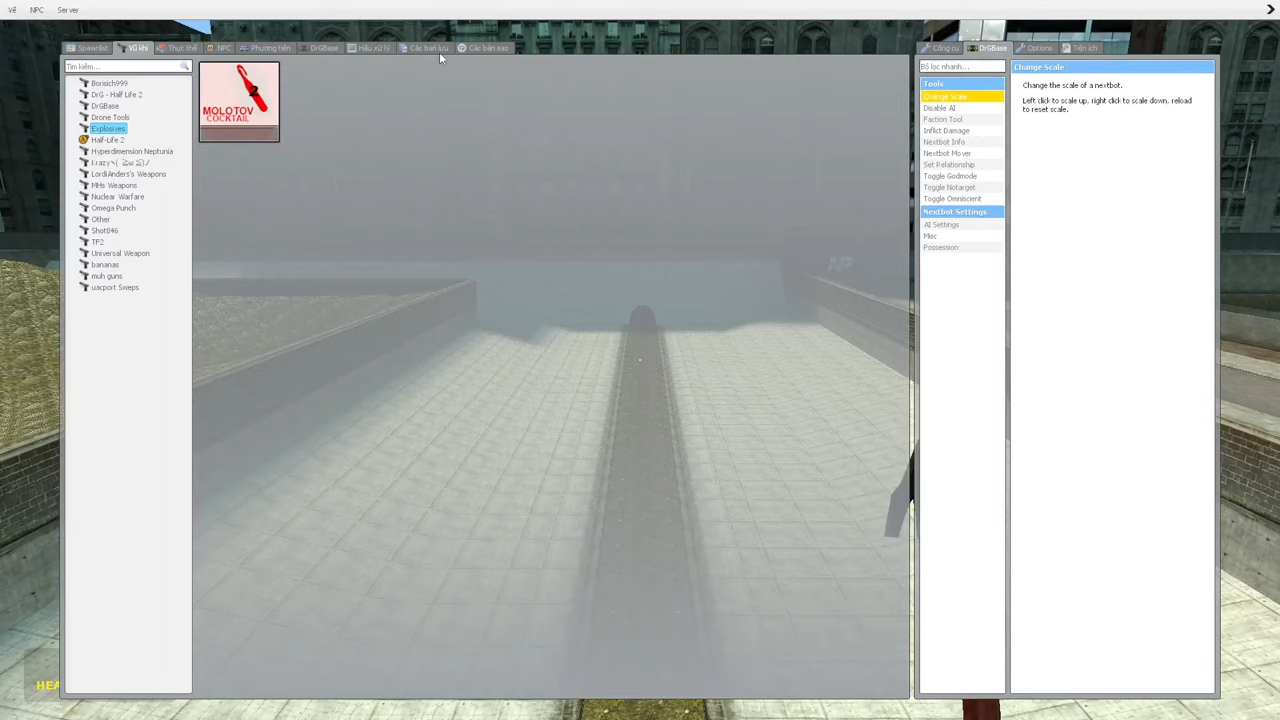 Vẽ NPC Server
Spawnlist Vũ khí Thực thể NPC Phương tiện DrGBase Hậu xử lý Các bản lưu Các bản sao
Công cụ DrGBase Options Tiện ích
Tìm kiếm...
Borisich999
DrG - Half Life 2
DrGBase
Drone Tools
Explosives
Half-Life 2
Hyperdimension Neptunia
LordiAnders's Weapons
MHs Weapons
Nuclear Warfare
Omega Punch
Other
Shot846
TF2
Universal Weapon
bananas
muh guns
uacport Sweps
MOLOTOV
COCKTAIL
Bộ lọc nhanh...
Tools
Change Scale
Disable AI
Faction Tool
Inflict Damage
Nextbot Info
Nextbot Mover
Set Relationship
Toggle Godmode
Toggle Notarget
Toggle Omniscient
Nextbot Settings
AI Settings
Misc
Possession
Change Scale
Change the scale of a nextbot.
Left click to scale up, right click to scale down, reload
to reset scale.
HEA